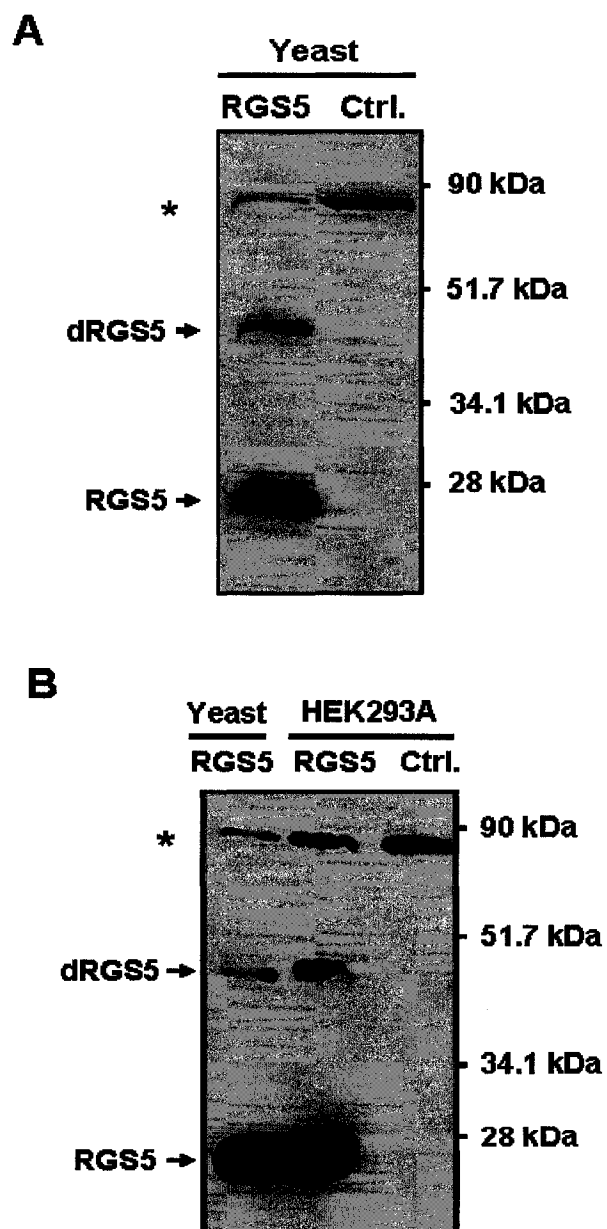 A
Yeast
RGS5 Ctrl.
90 kDa
*
51.7 kDa
dRGS5
34.1 kDa
28 kDa
RGS5
B
Yeast HEK293A
RGS5 RGS5 Ctrl.
90 kDa
*
51.7 kDa
dRGS5
34.1 kDa
28 kDa
RGS5